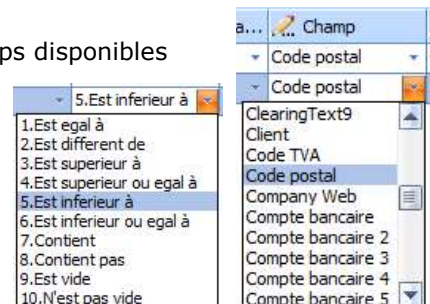 a... Champ
ps disponibles
Code postal
Code postal
5.Est inferieur à
1.Est egal à
2.Est different de
3.Est superieur à
4.Est superieur ou egal à
5.Est inferieur à
6.Est inferieur ou egal à
7.Contient
8.Contient pas
9.Est vide
10.N'est pas vide
ClearingText9
Client
Code TVA
Code postal
Company Web
Compte bancaire
Compte bancaire 2
Compte bancaire 3
Compte bancaire 4
Compte bancaire 5